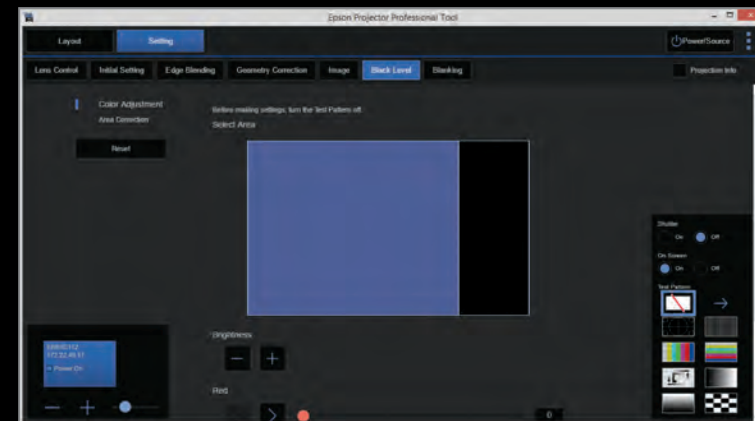 Epson Projector Professional Tool
Layout
Setting
Power/Source
Lens Control
Initial Setting
Edge Blending
Geometry Correction
Image
Black Level
Blanking
Projection Info
Color Adjustment
Area Correction
Reset
Before making settings, turn the Test Pattern off.
Select Area
Shutter
On
Off
On Screen
On
Off
Test Pattern
Power On
Brightness
Red
0